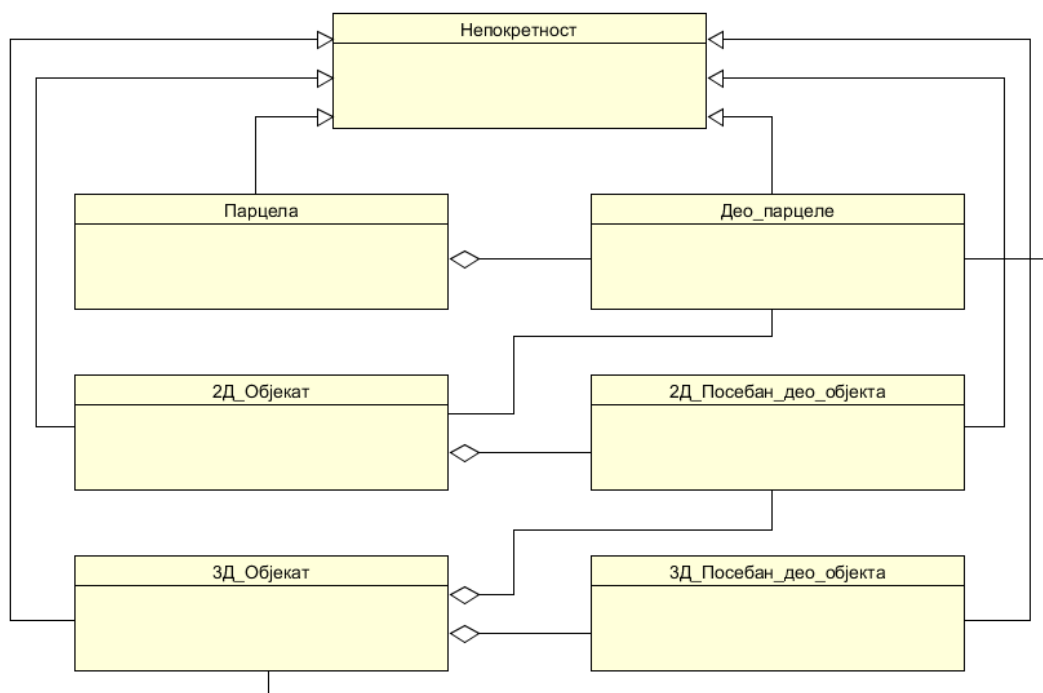 Непокретност
Парцела
Део_парцеле
2Д_Објекат
2Д_Посебан_део_објекта
3Д_Објекат
3Д_Посебан_део_објекта